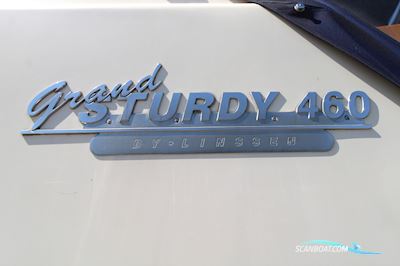 Grand STURDY 460
BY • LINSSEN
SCANBOAT.COM